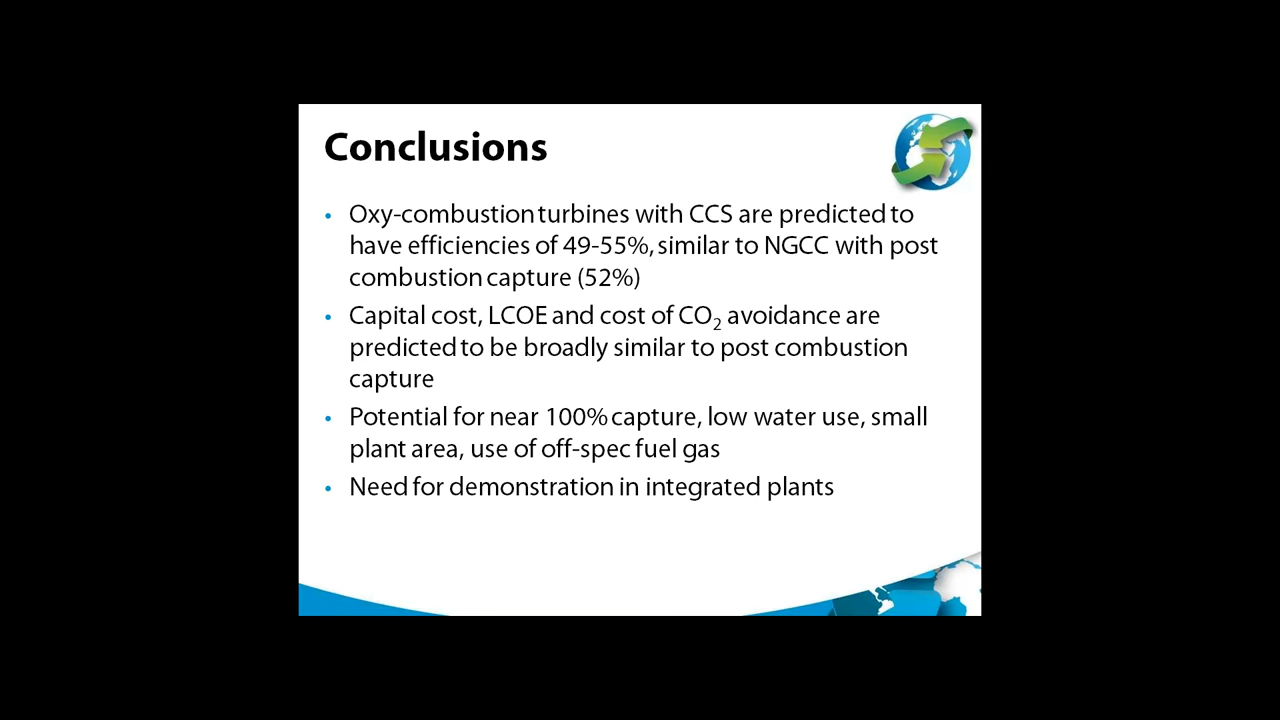 Conclusions
• Oxy-combustion turbines with CCS are predicted to
have efficiencies of 49-55%, similar to NGCC with post
combustion capture (52%)
• Capital cost, LCOE and cost of CO₂ avoidance are
predicted to be broadly similar to post combustion
capture
• Potential for near 100% capture, low water use, small
plant area, use of off-spec fuel gas
• Need for demonstration in integrated plants